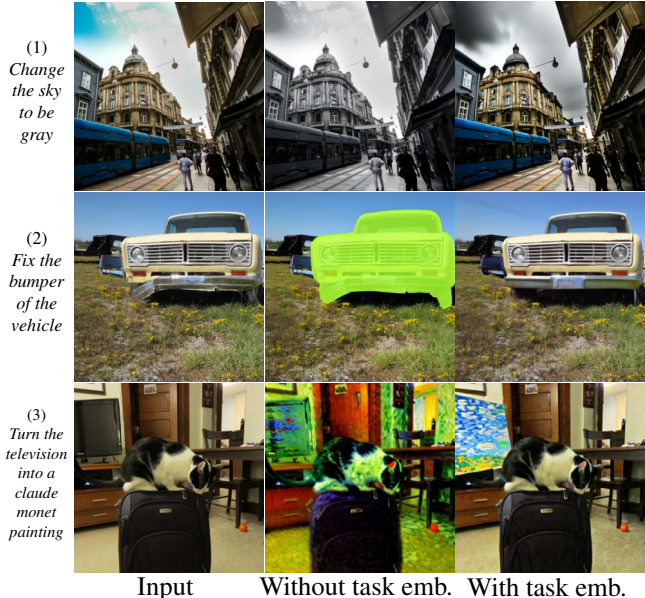 (1)
Change
the sky
to be
gray
(2)
Fix the
bumper
of the
vehicle
(3)
Turn the
television
into a
claude
monet
painting
Input Without task emb. With task emb.